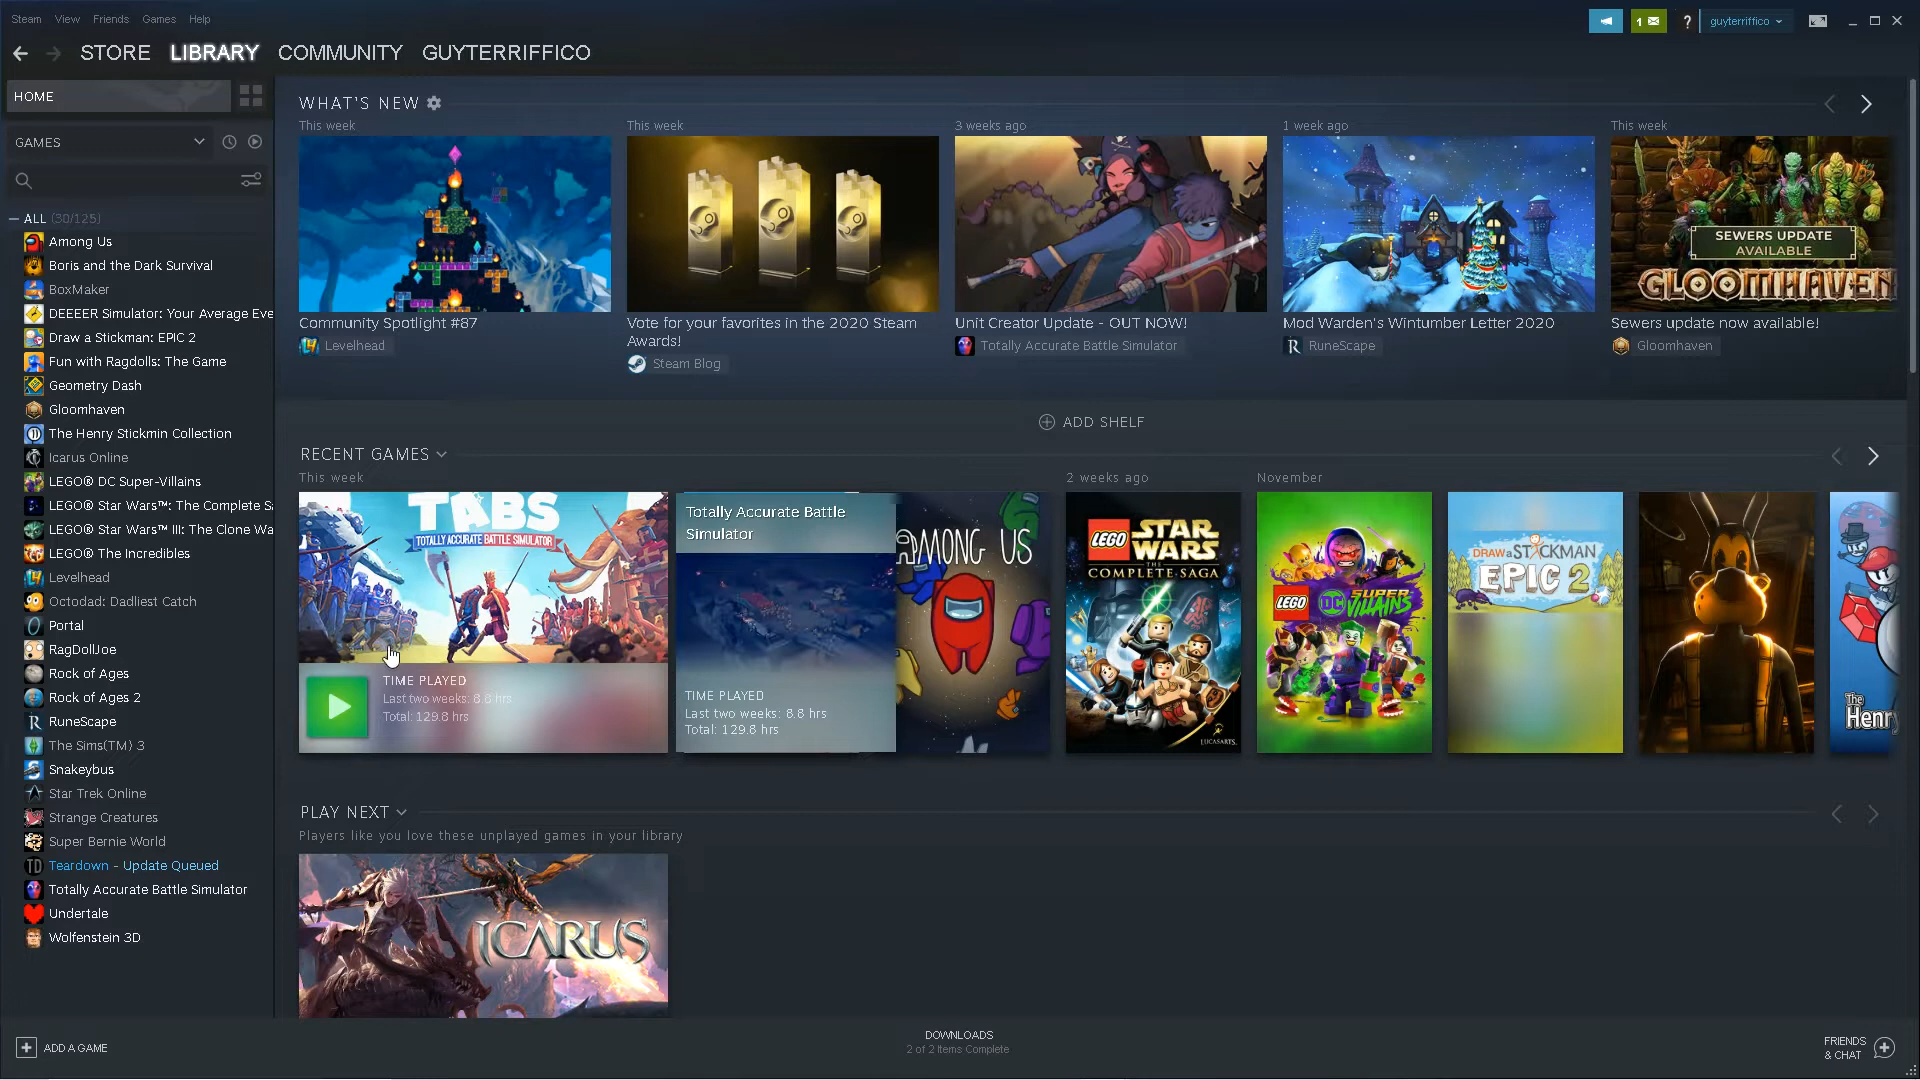 Steam View Friends Games Help
1
?
guyterriffico
STORE LIBRARY COMMUNITY GUYTERRIFFICO
HOME
GAMES
ALL (30/125)
Among Us
Boris and the Dark Survival
BoxMaker
DEEEER Simulator: Your Average Eve
Draw a Stickman: EPIC 2
Fun with Ragdolls: The Game
Geometry Dash
Gloomhaven
The Henry Stickmin Collection
Icarus Online
LEGO® DC Super-Villains
LEGO® Star Wars™: The Complete Sa
LEGO® Star Wars™ III: The Clone Wa
LEGO® The Incredibles
Levelhead
Octodad: Dadliest Catch
Portal
RagDollJoe
Rock of Ages
Rock of Ages 2
RuneScape
The Sims(TM) 3
Snakeybus
Star Trek Online
Strange Creatures
Super Bernie World
Teardown - Update Queued
Totally Accurate Battle Simulator
Undertale
Wolfenstein 3D
ADD A GAME
WHAT'S NEW
This week
Community Spotlight #87
Levelhead
This week
Vote for your favorites in the 2020 Steam
Awards!
Steam Blog
3 weeks ago
Unit Creator Update - OUT NOW!
Totally Accurate Battle Simulator
1 week ago
Mod Warden's Wintumber Letter 2020
RuneScape
This week
SEWERS UPDATE
AVAILABLE
GLOOMHAVEN
Sewers update now available!
Gloomhaven
ADD SHELF
RECENT GAMES
This week
TABS
TOTALLY ACCURATE BATTLE SIMULATOR
TIME PLAYED
Last two weeks: 8.8 hrs
Total: 129.8 hrs
Totally Accurate Battle
Simulator
TIME PLAYED
Last two weeks: 8.8 hrs
Total: 129.8 hrs
AMONG US
2 weeks ago
LEGO STAR WARS
THE COMPLETE SAGA
LUCASARTS
November
LEGO DC SUPER VILLAINS
DRAW a STICKMAN
EPIC 2
The
Henry
PLAY NEXT
Players like you love these unplayed games in your library
ICARUS
DOWNLOADS
2 of 2 Items Complete
FRIENDS
& CHAT